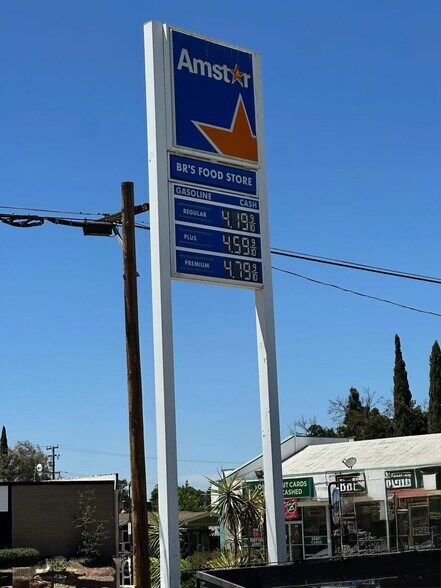 Amstar
BR'S FOOD STORE
GASOLINE CASH
REGULAR 4.19 9/10
PLUS 4.59 9/10
PREMIUM 4.79 9/10
CARDS
CASHED